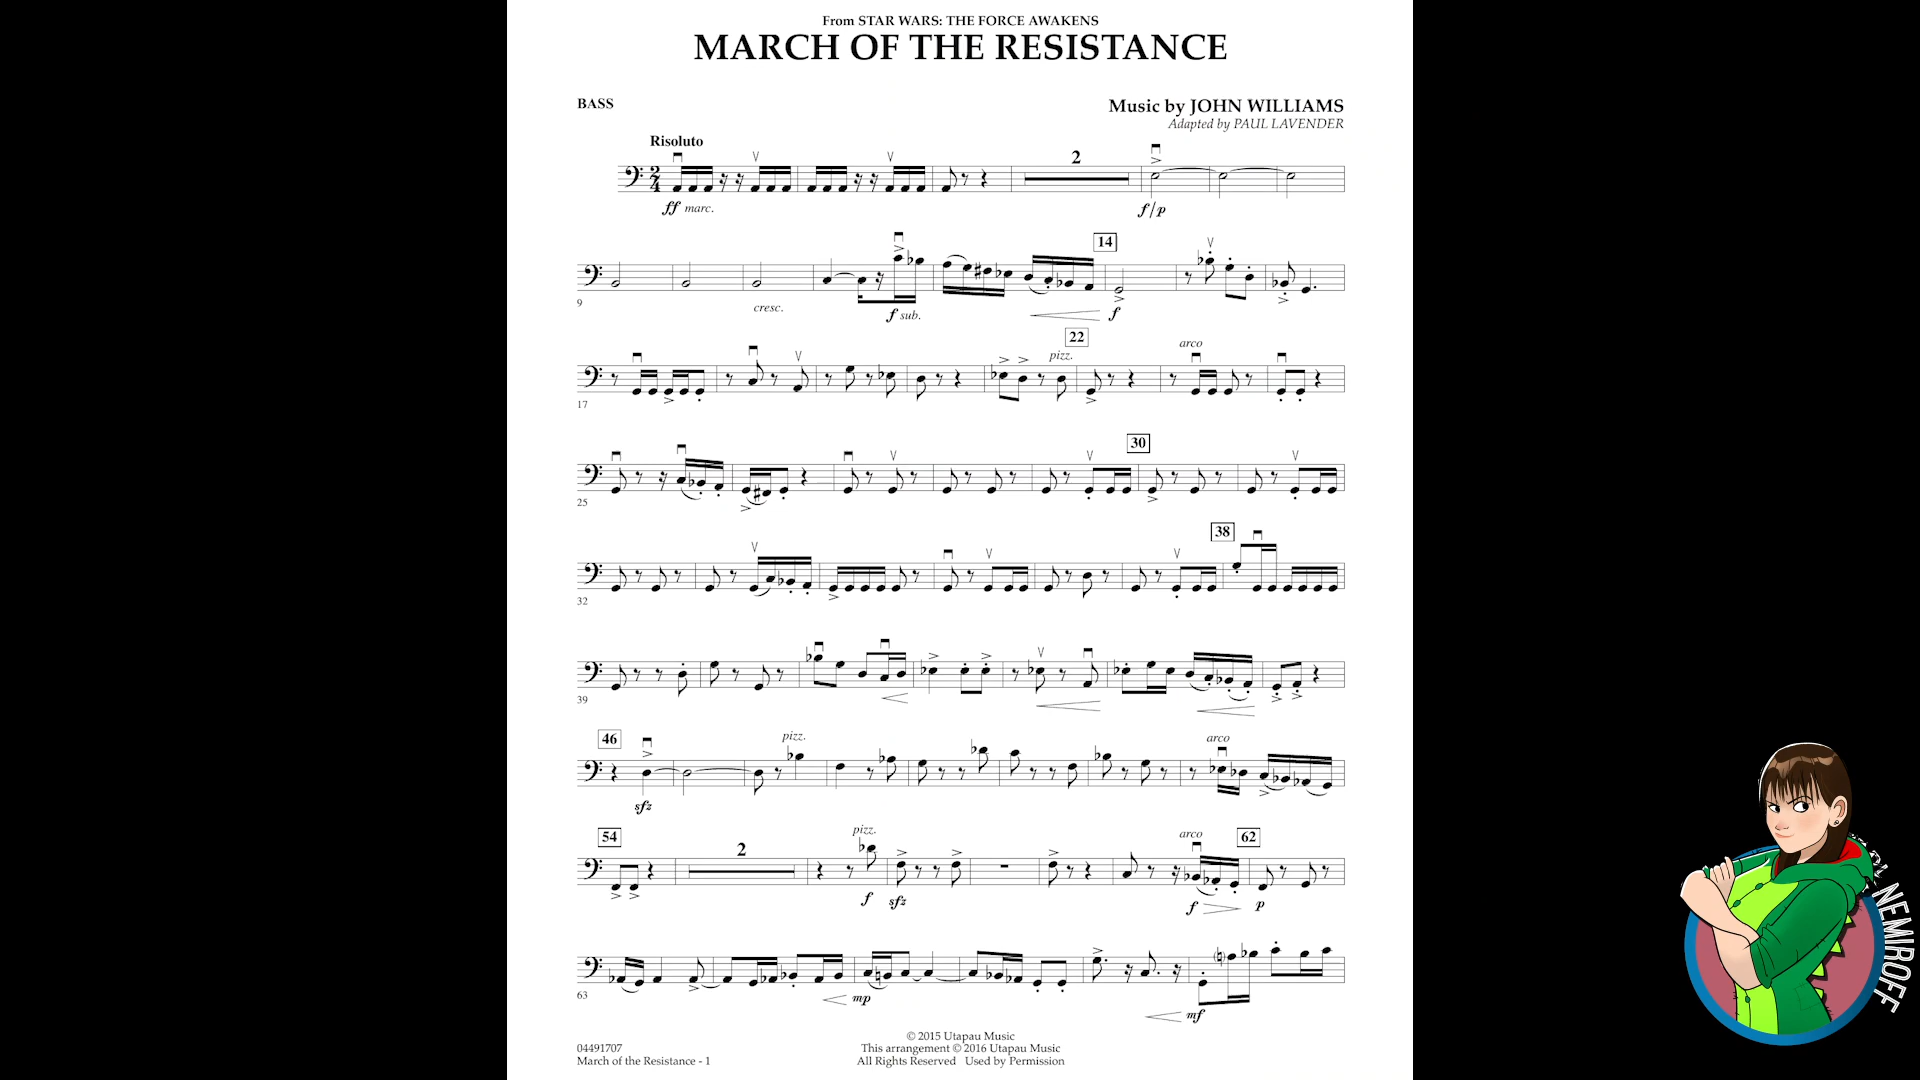 From STAR WARS: THE FORCE AWAKENS
MARCH OF THE RESISTANCE
BASS
Music by JOHN WILLIAMS
Adapted by PAUL LAVENDER
Risoluto
2
ff marc.
f/p
14
9
cresc.
f sub.
f
22
pizz.
arco
17
30
25
38
32
39
46
pizz.
arco
sfz
54
2
pizz.
arco
62
f
sfz
f
p
63
mp
mf
© 2015 Utapau Music
04491707
This arrangement © 2016 Utapau Music
March of the Resistance - 1
All Rights Reserved Used by Permission
NEMIROFF